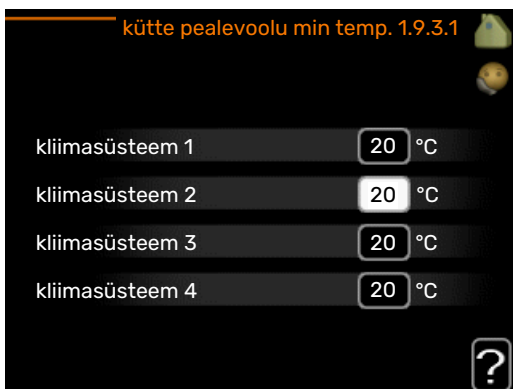 kütte pealevoolu min temp. 1.9.3.1
kliimasüsteem 1 20 °C
kliimasüsteem 2 20 °C
kliimasüsteem 3 20 °C
kliimasüsteem 4 20 °C
?